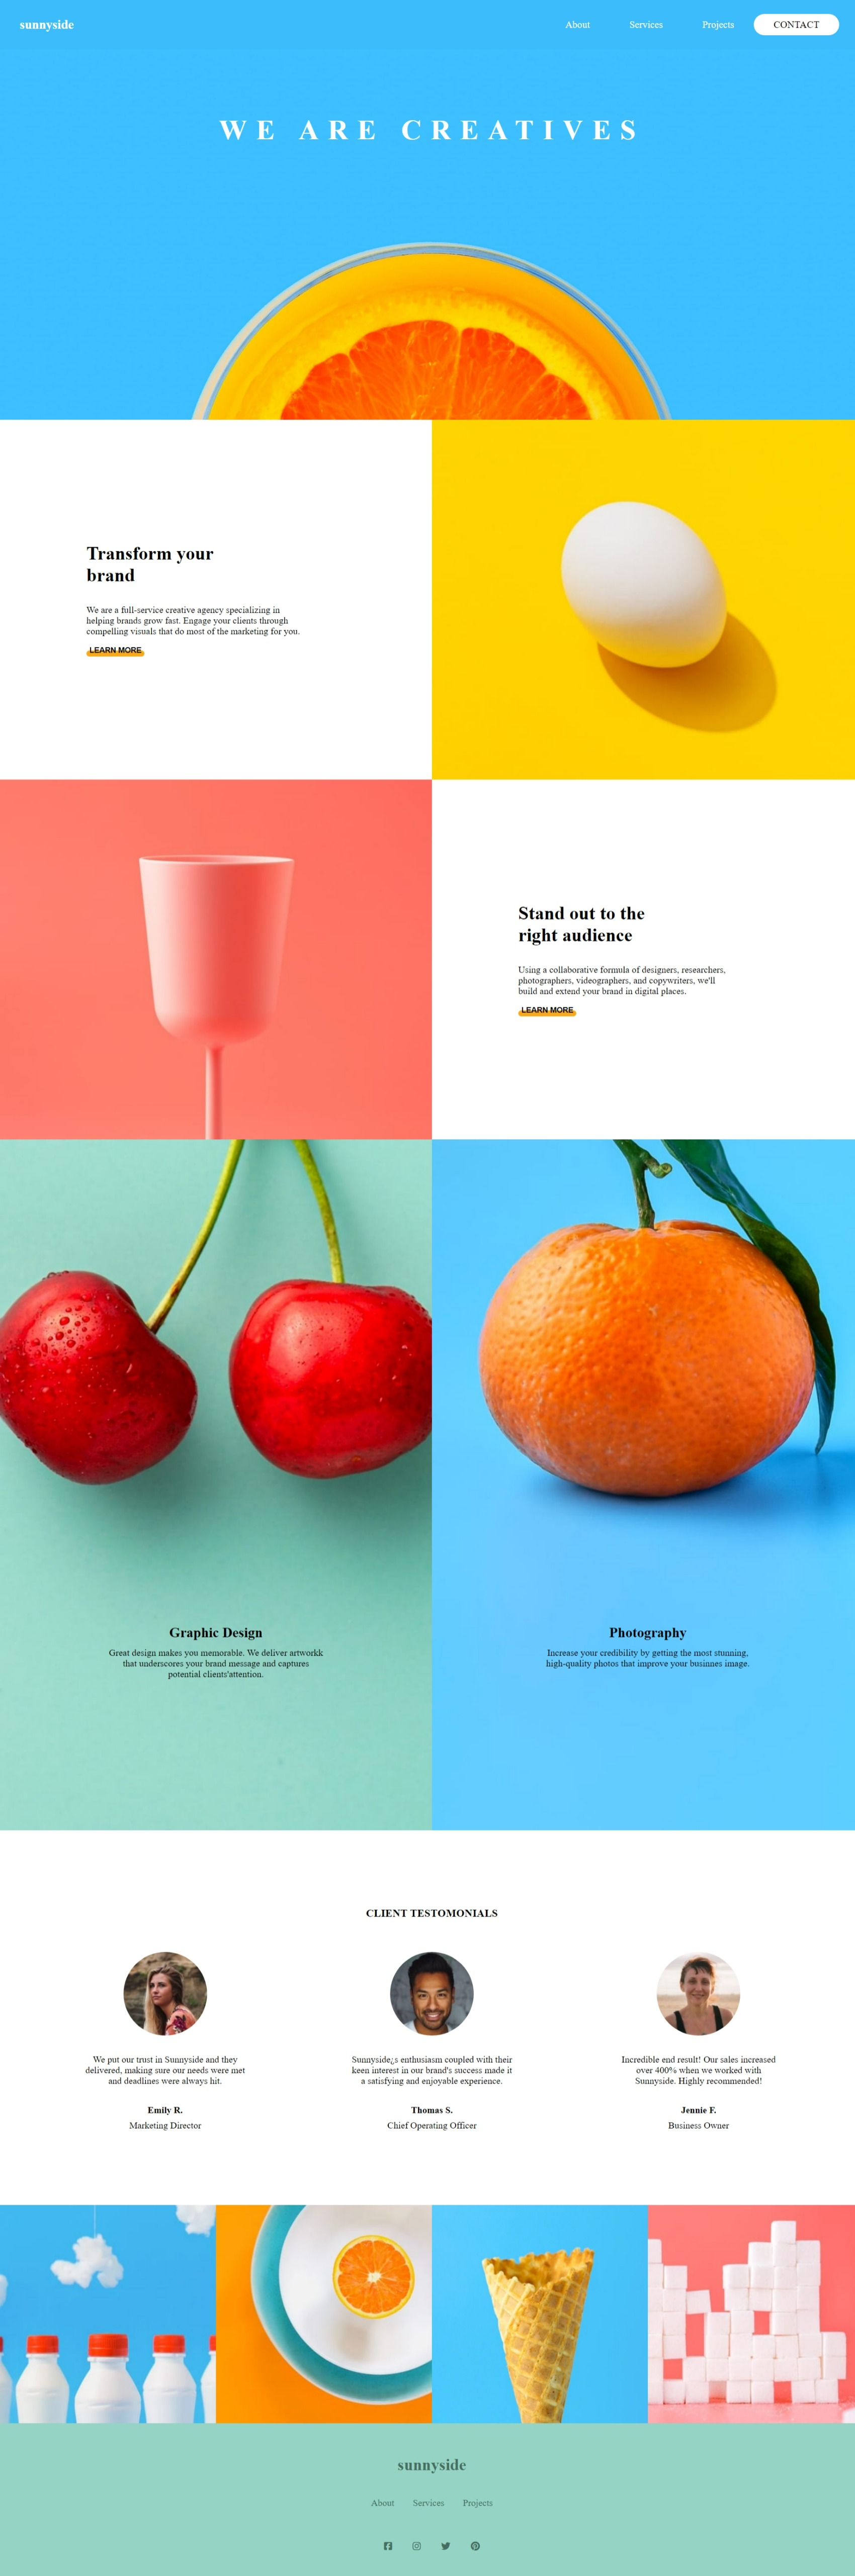 sunnyside
About Services Projects CONTACT
WE ARE CREATIVES
Transform your
brand
We are a full-service creative agency specializing in
helping brands grow fast. Engage your clients through
compelling visuals that do most of the marketing for you.
LEARN MORE
Stand out to the
right audience
Using a collaborative formula of designers, researchers,
photographers, videographers, and copywriters, we'll
build and extend your brand in digital places.
LEARN MORE
Graphic Design
Great design makes you memorable. We deliver artworkk
that underscores your brand message and captures
potential clients'attention.
Photography
Increase your credibility by getting the most stunning,
high-quality photos that improve your businnes image.
CLIENT TESTOMONIALS
We put our trust in Sunnyside and they
delivered, making sure our needs were met
and deadlines were always hit.
Emily R.
Marketing Director
Sunnyside¿s enthusiasm coupled with their
keen interest in our brand's success made it
a satisfying and enjoyable experience.
Thomas S.
Chief Operating Officer
Incredible end result! Our sales increased
over 400% when we worked with
Sunnyside. Highly recommended!
Jennie F.
Business Owner
sunnyside
About Services Projects